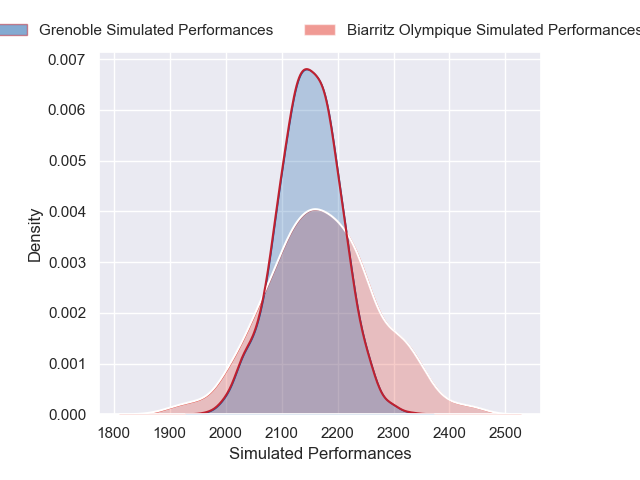 Grenoble Simulated Performances
Biarritz Olympique Simulated Performances
0.007
0.006
0.005
0.004
0.003
0.002
0.001
0.000
Density
1800 1900 2000 2100 2200 2300 2400 2500
Simulated Performances